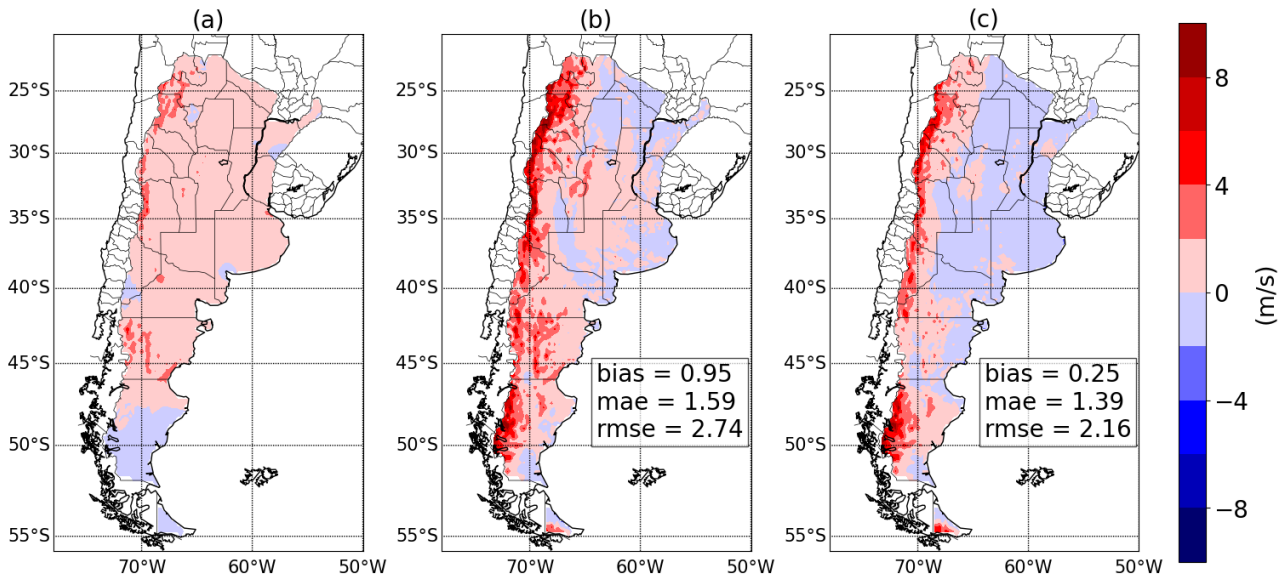 (a)
(b)
(c)
25°S
30°S
35°S
40°S
45°S
50°S
55°S
70°W
60°W
50°W
25°S
30°S
35°S
40°S
45°S
50°S
55°S
bias = 0.95
mae = 1.59
rmse = 2.74
70°W
60°W
50°W
25°S
30°S
35°S
40°S
45°S
50°S
55°S
bias = 0.25
mae = 1.39
rmse = 2.16
70°W
60°W
50°W
8
4
0
−4
−8
(m/s)